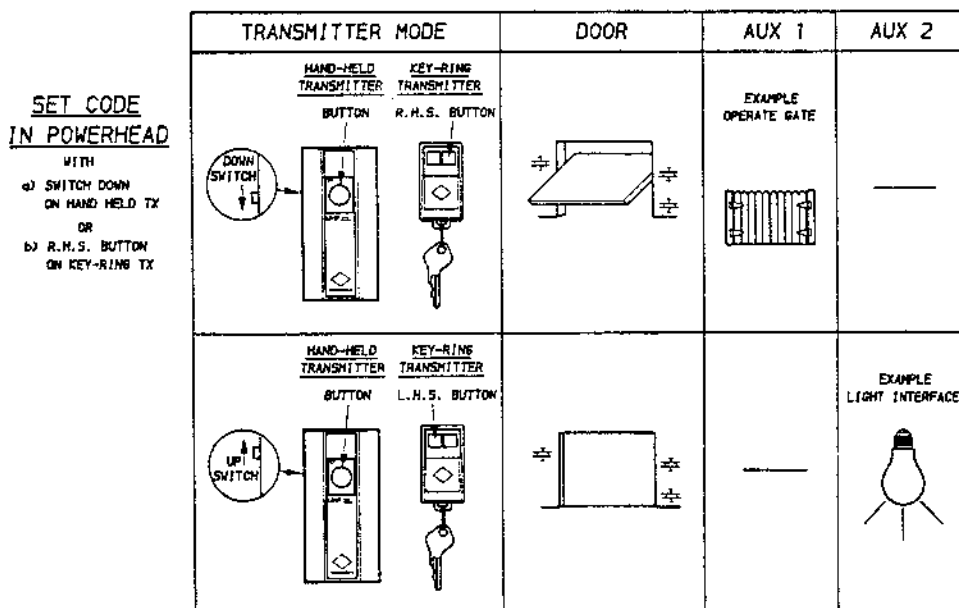 TRANSMITTER MODE
DOOR
AUX 1
AUX 2
SET CODE
IN POWERHEAD
WITH
a) SWITCH DOWN
ON HAND HELD TX
OR
b) R.H.S. BUTTON
ON KEY-RING TX
HAND-HELD
TRANSMITTER
BUTTON
KEY-RING
TRANSMITTER
R.H.S. BUTTON
DOWN
SWITCH
EXAMPLE
OPERATE GATE
HAND-HELD
TRANSMITTER
BUTTON
KEY-RING
TRANSMITTER
L.H.S. BUTTON
UP
SWITCH
EXAMPLE
LIGHT INTERFACE